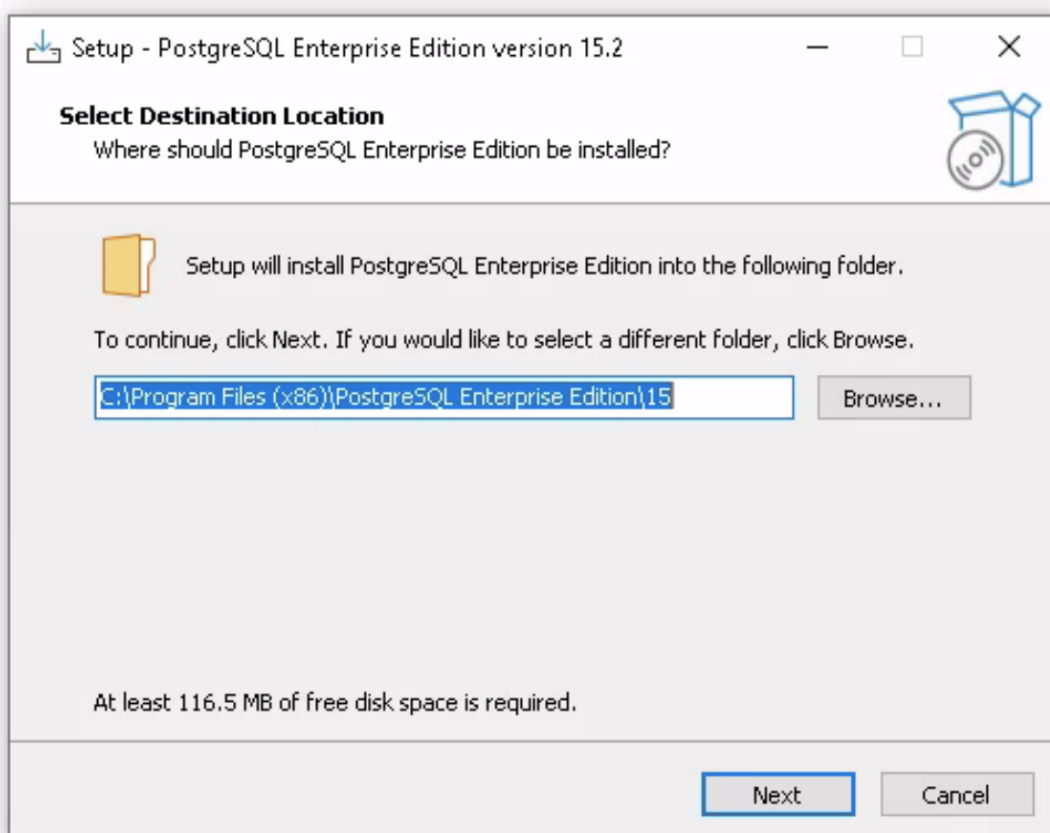 Setup - PostgreSQL Enterprise Edition version 15.2
Select Destination Location
Where should PostgreSQL Enterprise Edition be installed?
Setup will install PostgreSQL Enterprise Edition into the following folder.
To continue, click Next. If you would like to select a different folder, click Browse.
C:\Program Files (x86)\PostgreSQL Enterprise Edition\15
Browse...
At least 116.5 MB of free disk space is required.
Next
Cancel